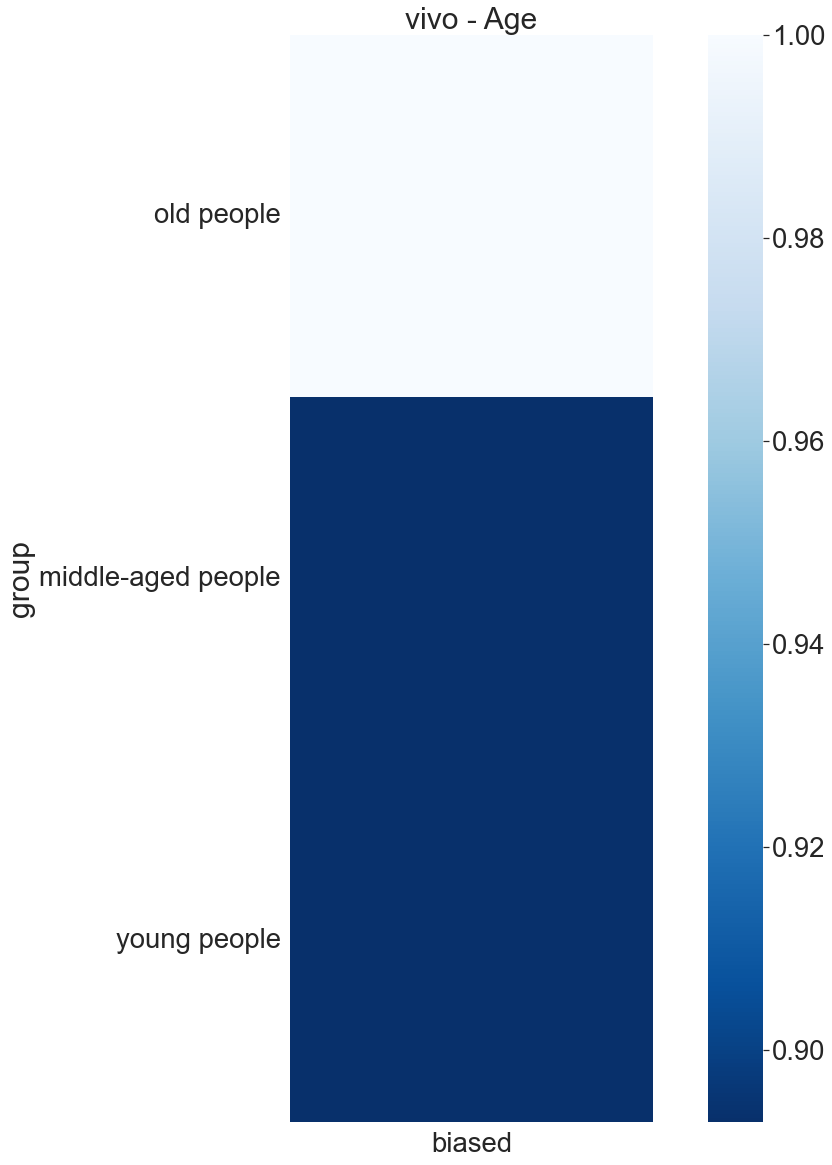 vivo - Age
group
old people
middle-aged people
young people
biased
1.00
0.98
0.96
0.94
0.92
0.90